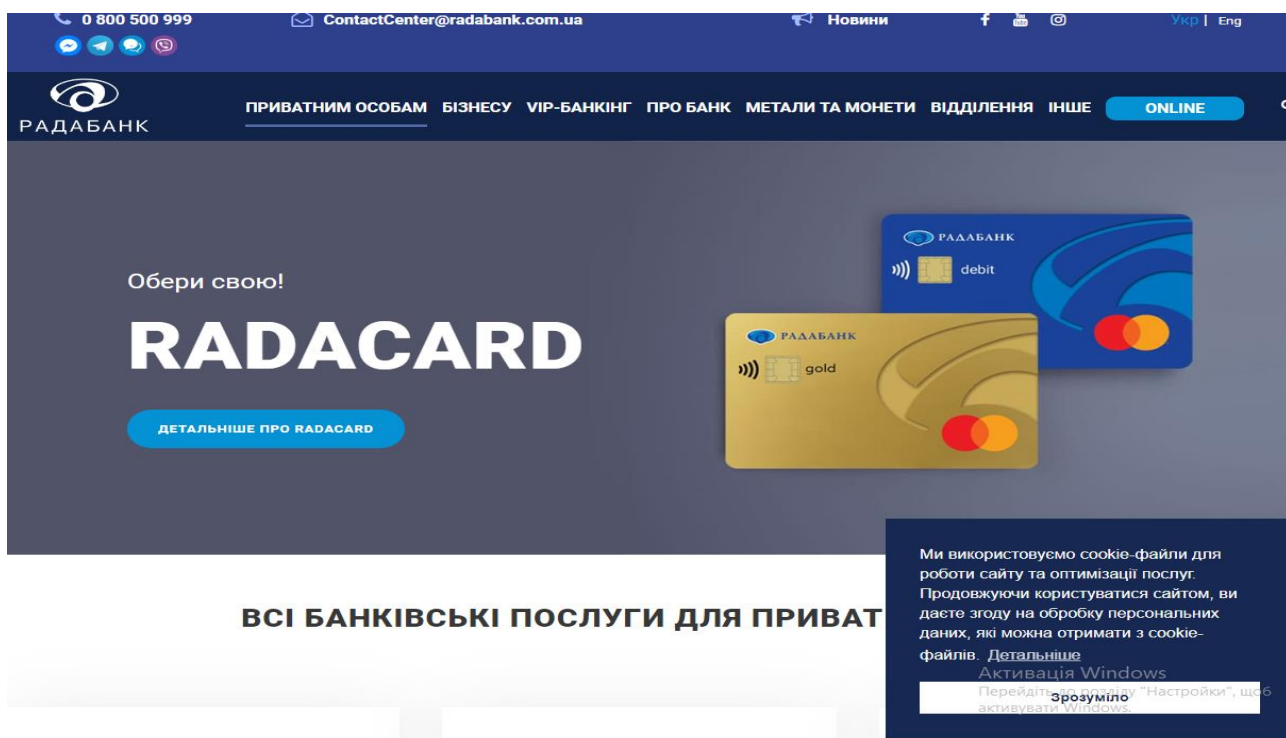 0 800 500 999
ContactCenter@radabank.com.ua
Новини
Укр | Eng
РАДАБАНК
ПРИВАТНИМ ОСОБАМ БІЗНЕСУ VIP-БАНКІНГ ПРО БАНК МЕТАЛИ ТА МОНЕТИ ВІДДІЛЕННЯ ІНШЕ ONLINE
Обери свою!
RADACARD
ДЕТАЛЬНІШЕ ПРО RADACARD
РАДАБАНК
debit
РАДАБАНК
gold
ВСІ БАНКІВСЬКІ ПОСЛУГИ ДЛЯ ПРИВАТ
Ми використовуємо cookie-файли для
роботи сайту та оптимізації послуг.
Продовжуючи користуватися сайтом, ви
даєте згоду на обробку персональних
даних, які можна отримати з cookie-
файлів. Детальніше
Активація Windows
Перейдіть до розділу "Настройки", щоб
активувати Windows.
Зрозуміло